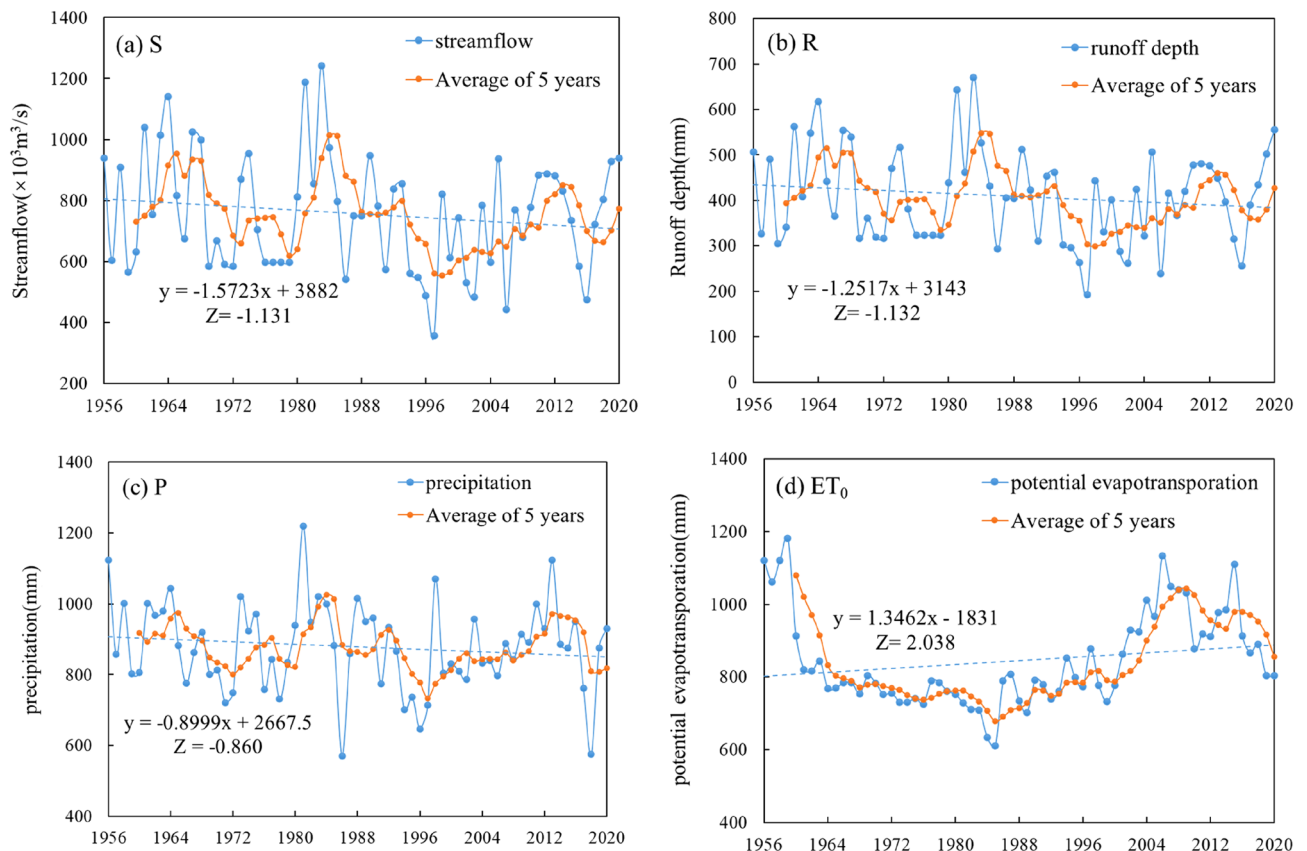 (a) S
streamflow
Average of 5 years
Streamflow(×10³m³/s)
1400
1200
1000
800
600
400
200
y = -1.5723x + 3882
Z= -1.131
1956 1964 1972 1980 1988 1996 2004 2012 2020
(b) R
runoff depth
Average of 5 years
Runoff depth(mm)
800
700
600
500
400
300
200
100
0
y = -1.2517x + 3143
Z= -1.132
1956 1964 1972 1980 1988 1996 2004 2012 2020
(c) P
precipitation
Average of 5 years
precipitation(mm)
1400
1200
1000
800
600
400
y = -0.8999x + 2667.5
Z = -0.860
1956 1964 1972 1980 1988 1996 2004 2012 2020
(d) ET₀
potential evapotransporation
Average of 5 years
potential evapotransporation(mm)
1400
1200
1000
800
600
400
y = 1.3462x - 1831
Z= 2.038
1956 1964 1972 1980 1988 1996 2004 2012 2020